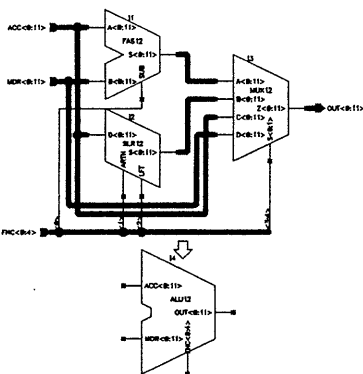 I1
ACC<0:11>
A<0:11>
FAS12
S<0:11>
MDR<0:11>
B<0:11>
SUB
I3
A<0:11>
MUX12
B<0:11>
Z<0:11>
OUT<0:11>
C<0:11>
D<0:11>
S<0:1>
I2
D<0:11>
SLR12
S<0:11>
ARTH
LFT
FNC<0:4>
I4
ACC<0:11>
ALU12
OUT<0:11>
MDR<0:11>
FNC<0:4>